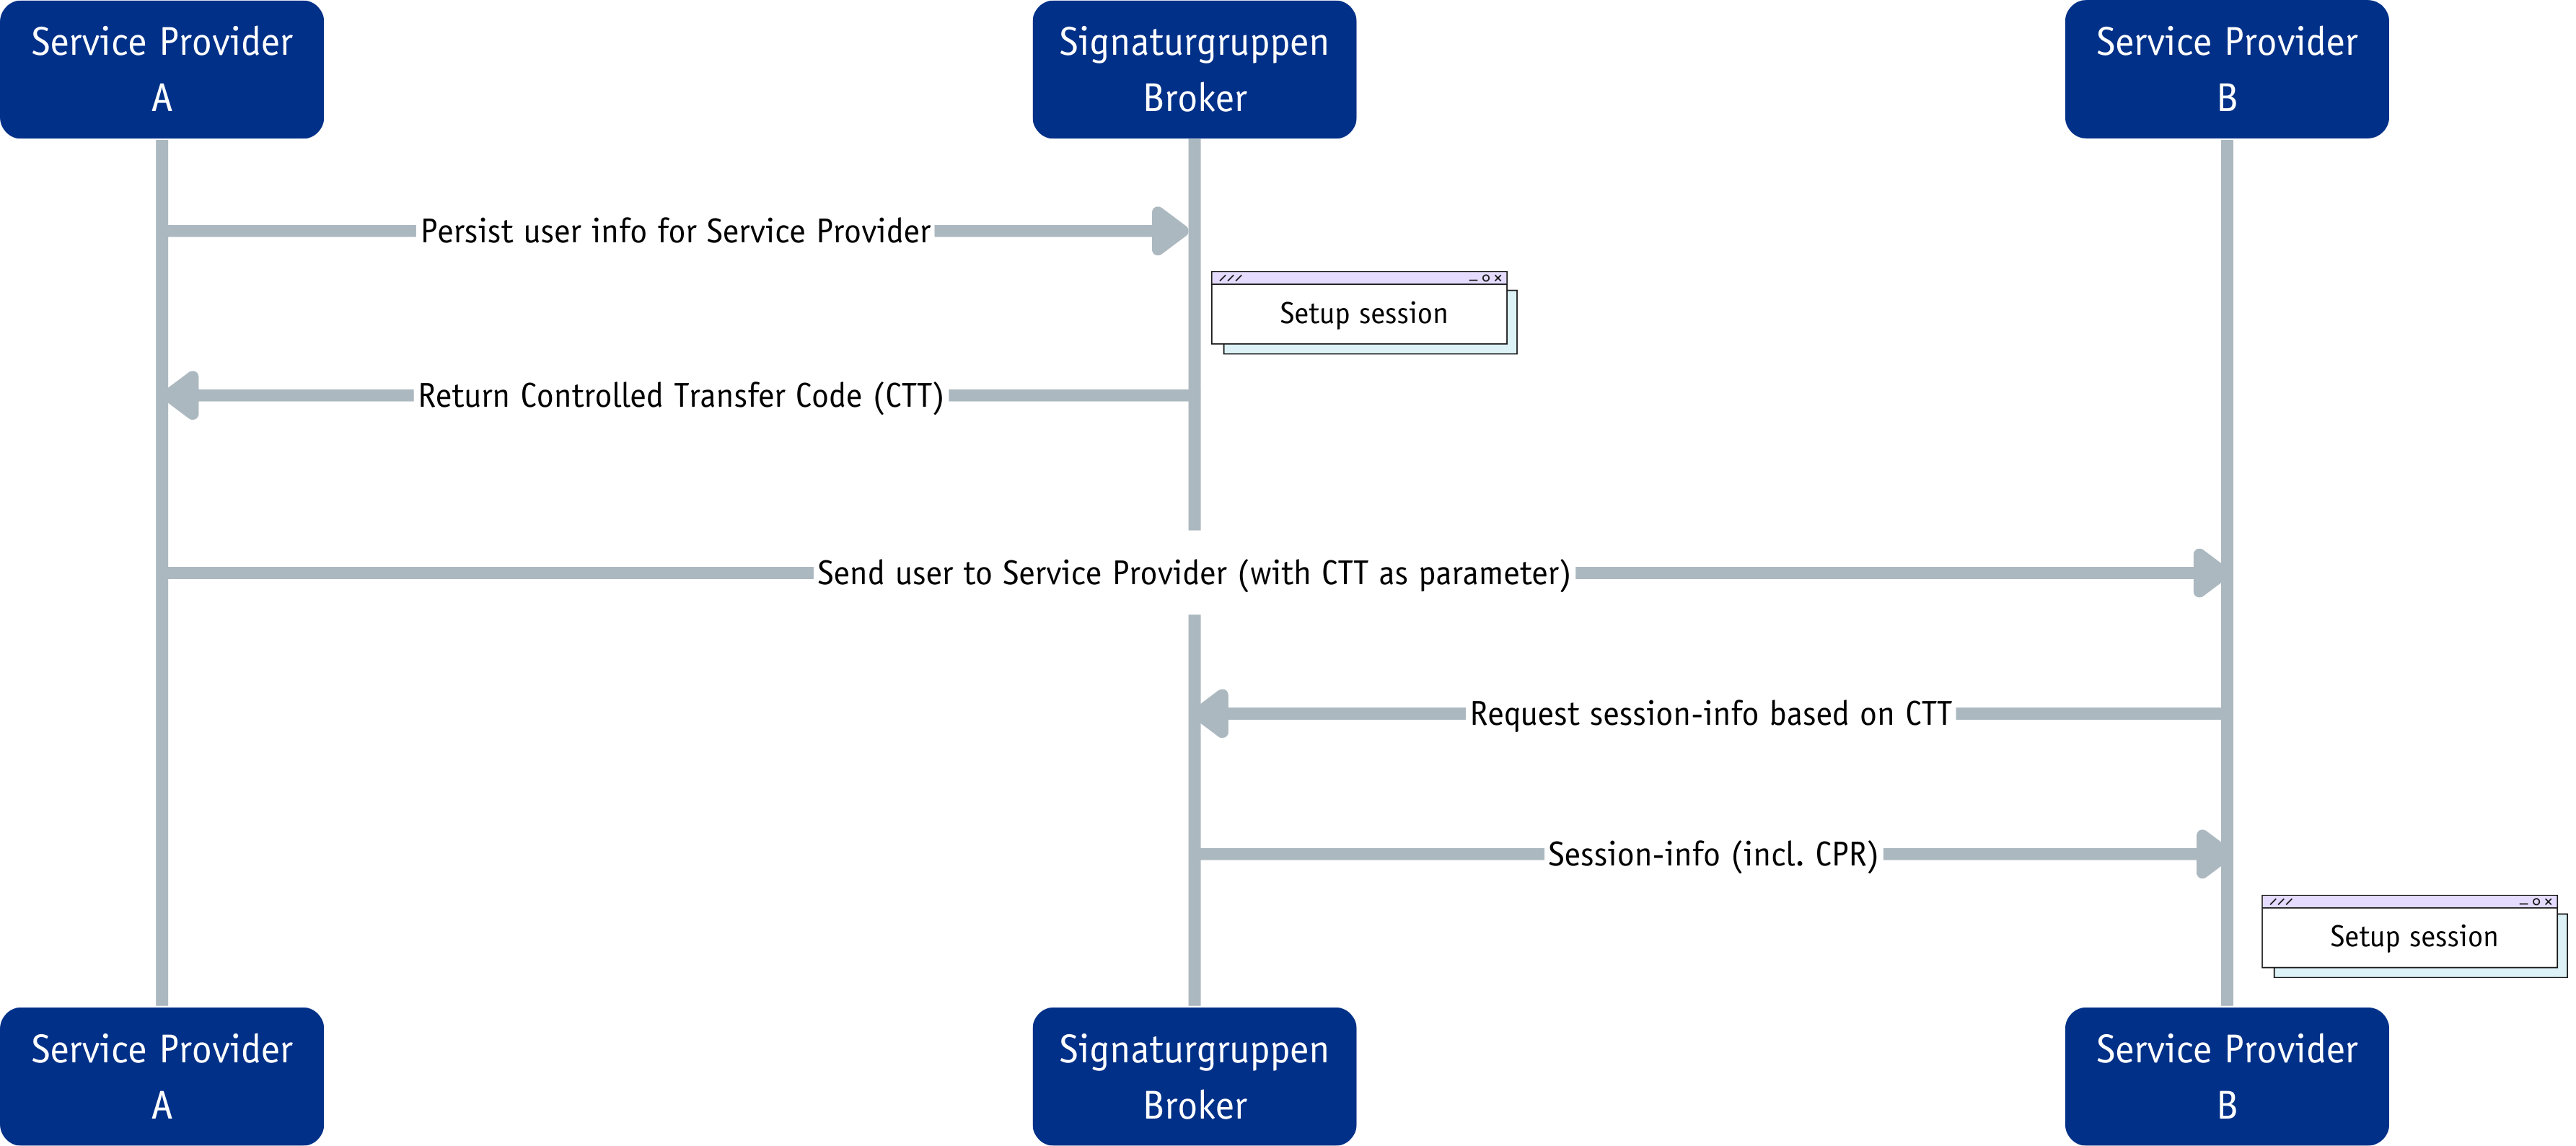 Service Provider
A
Signaturgruppen
Broker
Service Provider
B
Persist user info for Service Provider
Setup session
Return Controlled Transfer Code (CTT)
Send user to Service Provider (with CTT as parameter)
Request session-info based on CTT
Session-info (incl. CPR)
Setup session
Service Provider
A
Signaturgruppen
Broker
Service Provider
B